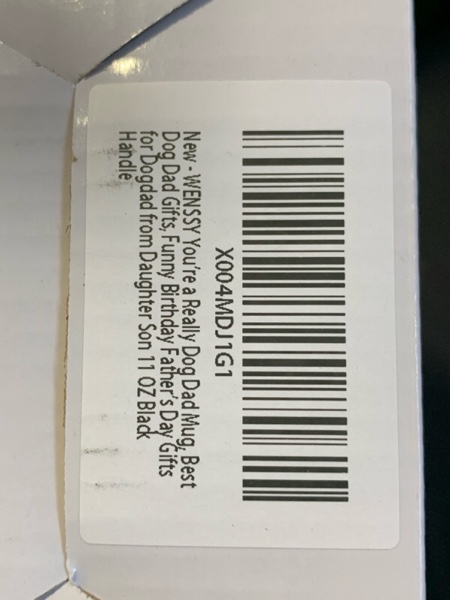 X004MDJ1G1
New - WENSSY You're a Really Dog Dad Mug, Best
Dog Dad Gifts, Funny Birthday Father's Day Gifts
for Dogdad from Daughter Son 11 OZ Black
Handle